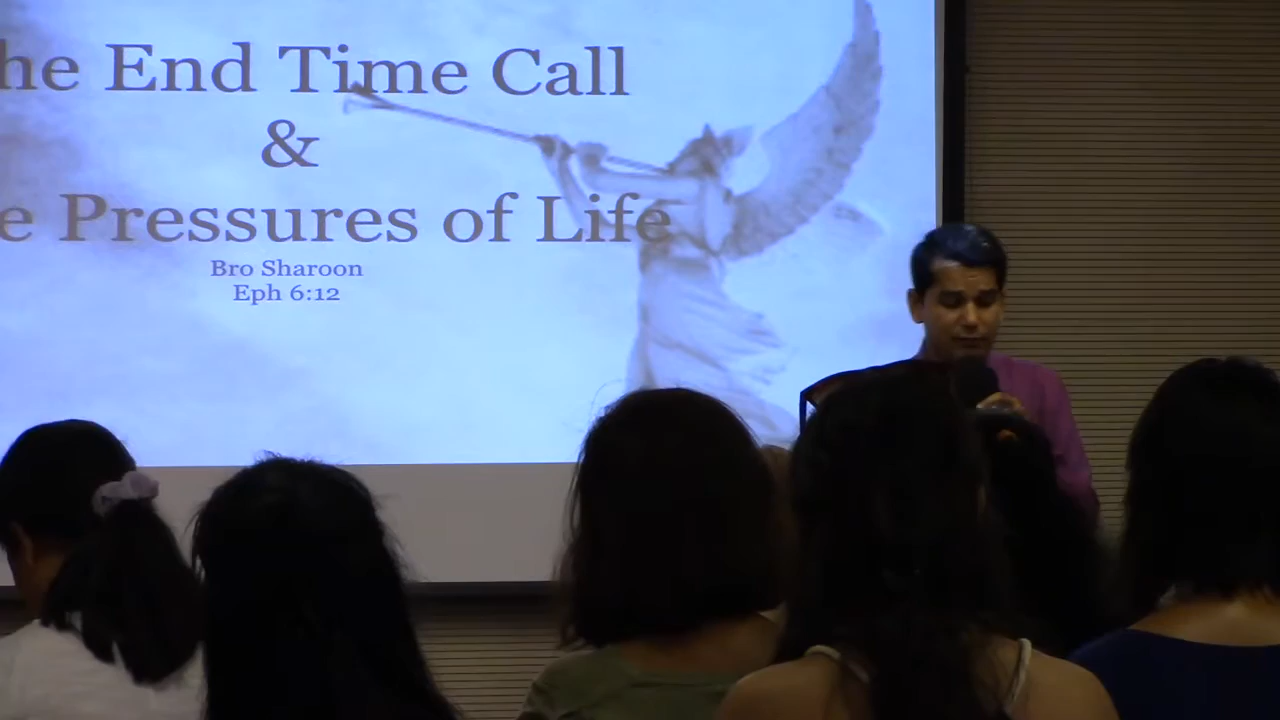 he End Time Call
&
e Pressures of Life
Bro Sharoon
Eph 6:12